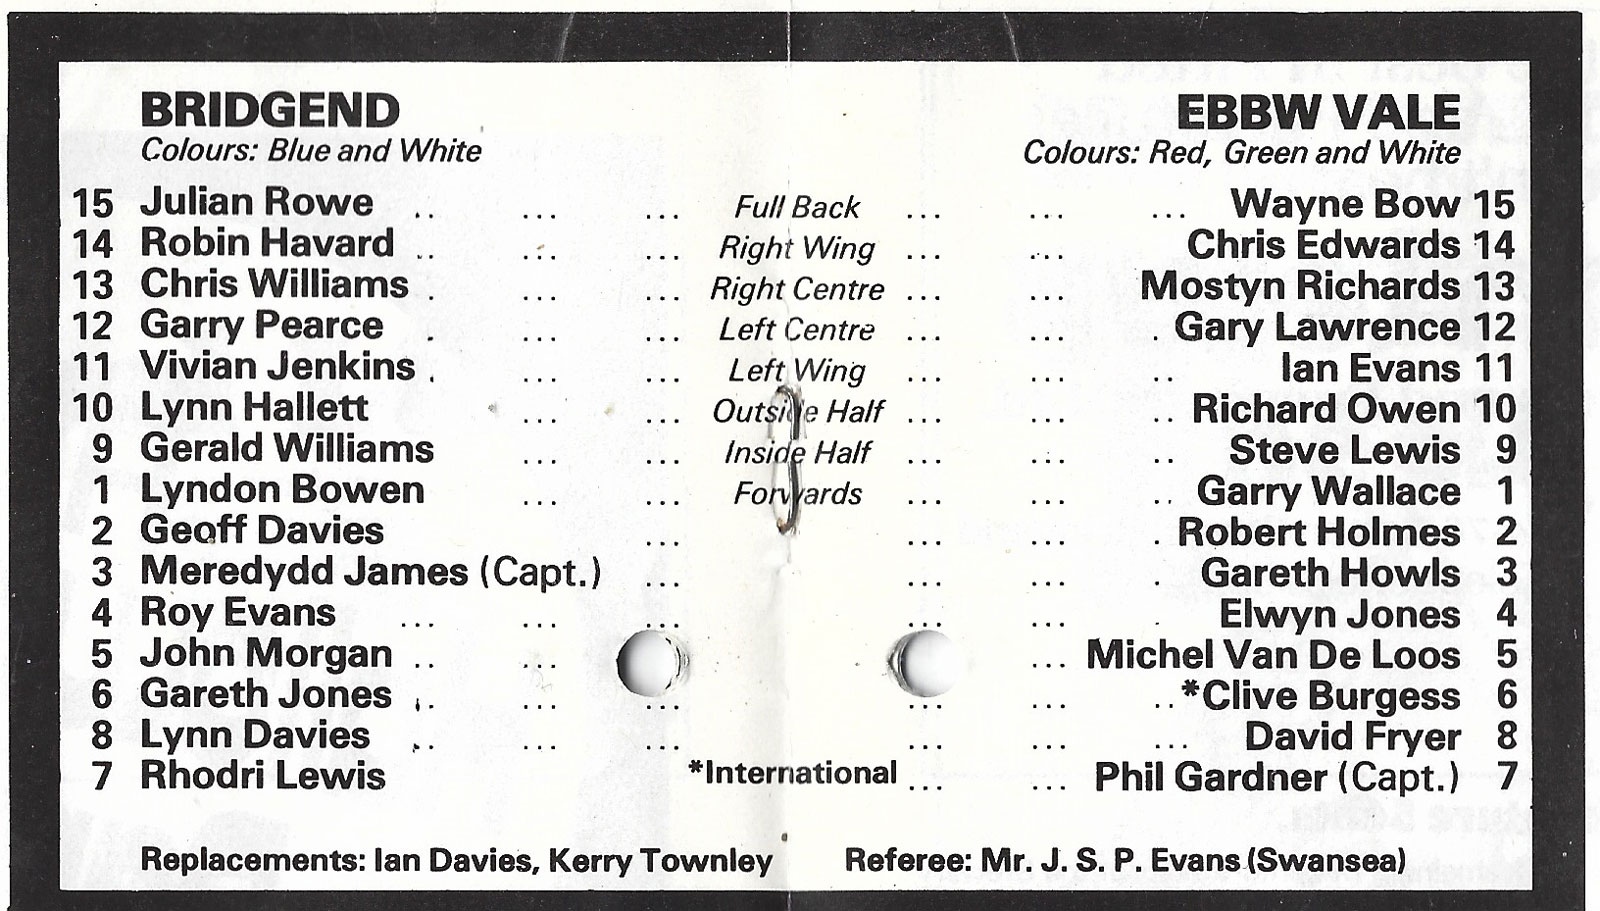 BRIDGEND EBBW VALE
Colours: Blue and White Colours: Red, Green and White
15 Julian Rowe .. ... ... Full Back ... ... ... Wayne Bow 15
14 Robin Havard .. ... ... Right Wing ... ... Chris Edwards 14
13 Chris Williams . ... ... Right Centre ... ... Mostyn Richards 13
12 Garry Pearce . ... ... Left Centre ... ... . Gary Lawrence 12
11 Vivian Jenkins . ... ... Left Wing ... ... .. Ian Evans 11
10 Lynn Hallett ... Outside Half ... ... .. Richard Owen 10
9 Gerald Williams ... ... Inside Half ... ... .. Steve Lewis 9
1 Lyndon Bowen ... ... Forwards ... ... .. Garry Wallace 1
2 Geoff Davies ... ... ... . Robert Holmes 2
3 Meredydd James (Capt.) ... ... ... . Gareth Howls 3
4 Roy Evans ... ... ... ... ... . Elwyn Jones 4
5 John Morgan .. ... ... Michel Van De Loos 5
6 Gareth Jones .. ... ... ... ... .. *Clive Burgess 6
8 Lynn Davies .. ... ... ... ... ... David Fryer 8
7 Rhodri Lewis *International ... ... Phil Gardner (Capt.) 7
Replacements: Ian Davies, Kerry Townley Referee: Mr. J. S. P. Evans (Swansea)